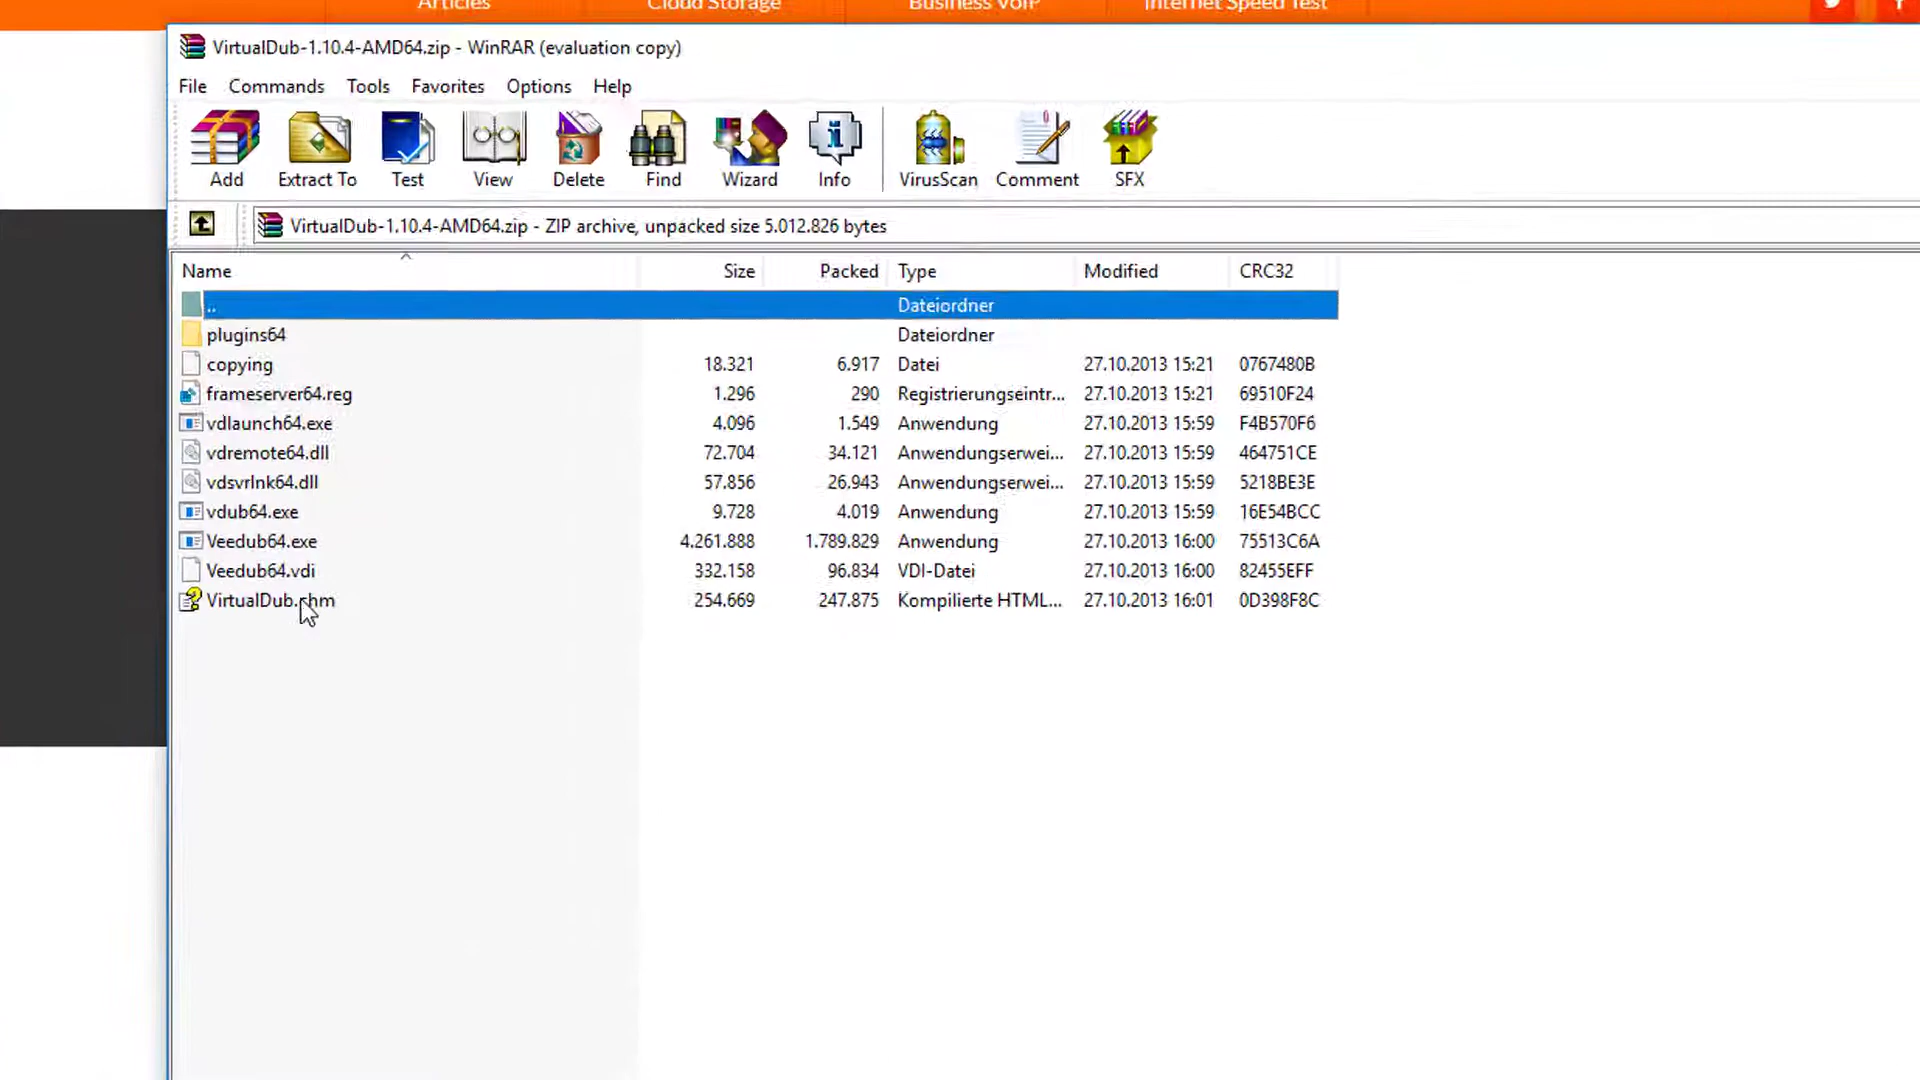 Articles Cloud Storage Business VoIP Internet Speed Test
VirtualDub-1.10.4-AMD64.zip - WinRAR (evaluation copy)
File Commands Tools Favorites Options Help
Add Extract To Test View Delete Find Wizard Info VirusScan Comment SFX
VirtualDub-1.10.4-AMD64.zip - ZIP archive, unpacked size 5.012.826 bytes
Name Size Packed Type Modified CRC32
.. Dateiordner
plugins64 Dateiordner
copying 18.321 6.917 Datei 27.10.2013 15:21 0767480B
frameserver64.reg 1.296 290 Registrierungseintr... 27.10.2013 15:21 69510F24
vdlaunch64.exe 4.096 1.549 Anwendung 27.10.2013 15:59 F4B570F6
vdremote64.dll 72.704 34.121 Anwendungserwei... 27.10.2013 15:59 464751CE
vdsvrlnk64.dll 57.856 26.943 Anwendungserwei... 27.10.2013 15:59 5218BE3E
vdub64.exe 9.728 4.019 Anwendung 27.10.2013 15:59 16E54BCC
Veedub64.exe 4.261.888 1.789.829 Anwendung 27.10.2013 16:00 75513C6A
Veedub64.vdi 332.158 96.834 VDI-Datei 27.10.2013 16:00 82455EFF
VirtualDub.chm 254.669 247.875 Kompilierte HTML... 27.10.2013 16:01 0D398F8C